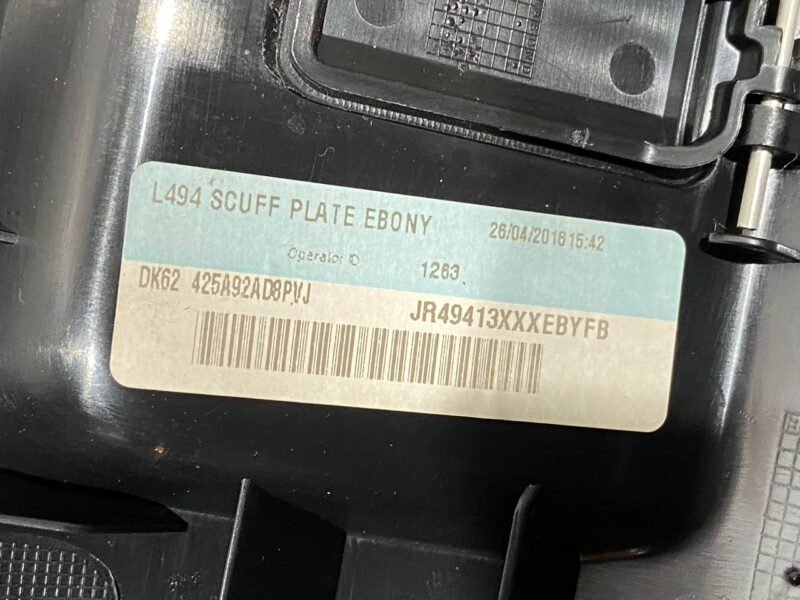 L494 SCUFF PLATE EBONY 26/04/2018 15:42
Operator ID 1263
DK62 425A92AD8PVJ JR49413XXXEBYFB